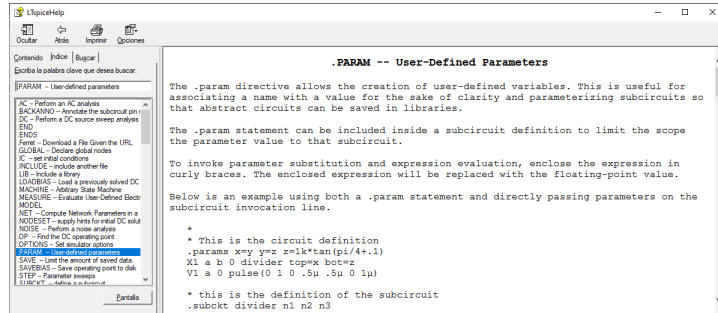 LTspiceHelp
Ocultar Atrás Imprimir Opciones
Contenido Índice Buscar
Escriba la palabra clave que desea buscar:
.PARAM -- User-defined parameters
.AC -- Perform an AC analysis
.BACKANNO -- Annotate the subcircuit pin
.DC -- Perform a DC source sweep analysis
.END
.ENDS
.Ferret -- Download a File Given the URL
.GLOBAL -- Declare global nodes
.IC -- set initial conditions
.INCLUDE -- include another file
.LIB -- Include a library
.LOADBIAS -- Load a previously solved DC
.MACHINE -- Arbitrary State Machine
.MEASURE -- Evaluate User-Defined Electr
.MODEL
.NET -- Compute Network Parameters in a
.NODESET -- supply hints for initial DC solut
.NOISE -- Perform a noise analysis
.OP -- Find the DC operating point
.OPTIONS -- Set simulator options
.PARAM -- User-defined parameters
.SAVE -- Limit the amount of saved data.
.SAVEBIAS -- Save operating point to disk
.STEP -- Parameter sweeps
.SUBCKT -- define a subcircuit
Pantalla
.PARAM -- User-Defined Parameters
The .param directive allows the creation of user-defined variables. This is useful for
associating a name with a value for the sake of clarity and parameterizing subcircuits so
that abstract circuits can be saved in libraries.
The .param statement can be included inside a subcircuit definition to limit the scope
the parameter value to that subcircuit.
To invoke parameter substitution and expression evaluation, enclose the expression in
curly braces. The enclosed expression will be replaced with the floating-point value.
Below is an example using both a .param statement and directly passing parameters on the
subcircuit invocation line.
*
* This is the circuit definition
.params x=y y=z z=1k*tan(pi/4+.1)
X1 a b 0 divider top=x bot=z
V1 a 0 pulse(0 1 0 .5µ .5µ 0 1µ)
* this is the definition of the subcircuit
.subckt divider n1 n2 n3